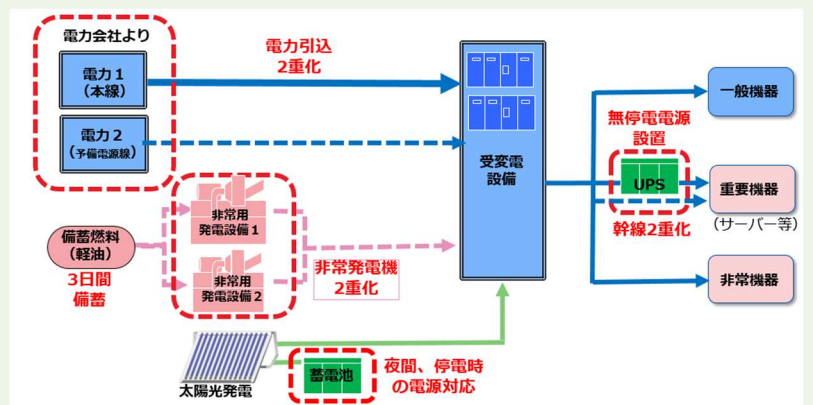 電力会社より
電力１
（本線）
電力２
（予備電源線）
電力引込
2重化
受変電
設備
一般機器
無停電電源
設置
UPS
重要機器
（サーバー等）
幹線2重化
非常機器
備蓄燃料
（軽油）
3日間
備蓄
非常用
発電設備１
非常用
発電設備２
非常発電機
2重化
太陽光発電
蓄電池
夜間、停電時
の電源対応